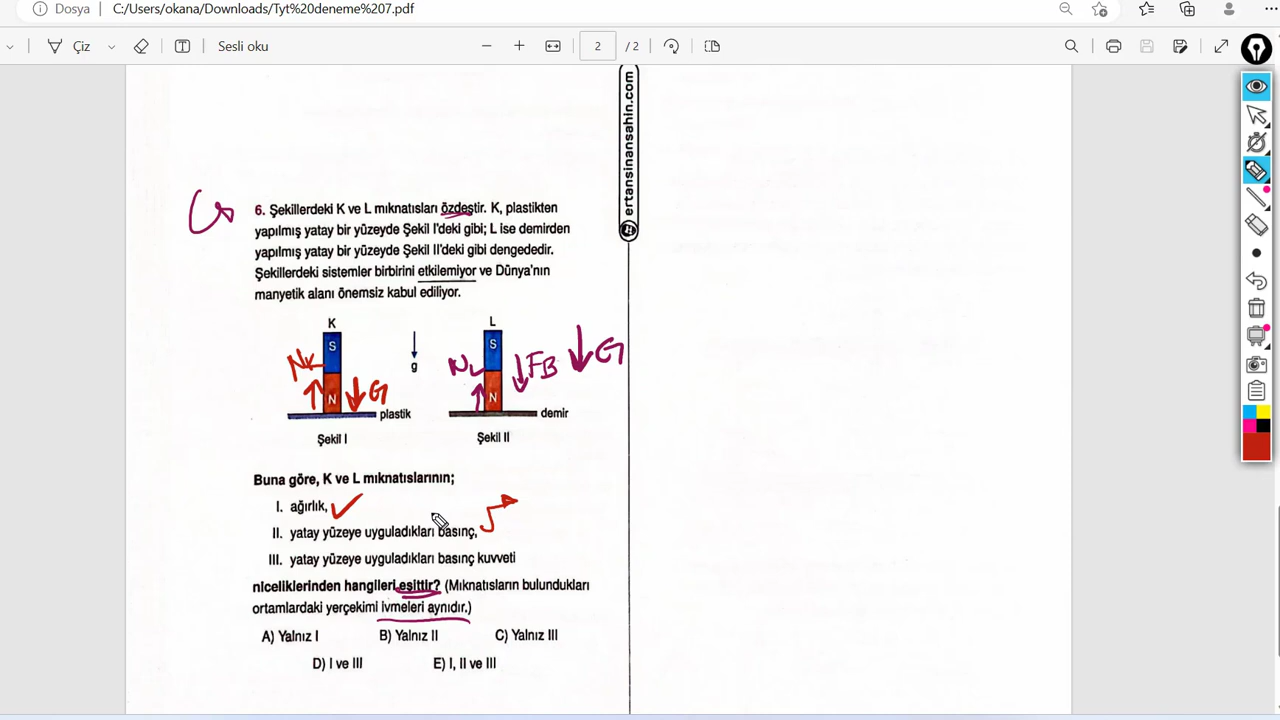 Dosya
C:/Users/okana/Downloads/Tyt%20deneme%207.pdf
Çiz
Sesli oku
2
/ 2
ertansinansahin.com
6. Şekillerdeki K ve L mıknatısları özdeştir. K, plastikten
yapılmış yatay bir yüzeyde Şekil I'deki gibi; L ise demirden
yapılmış yatay bir yüzeyde Şekil II'deki gibi dengededir.
Şekillerdeki sistemler birbirini etkilemiyor ve Dünya'nın
manyetik alanı önemsiz kabul ediliyor.
K
L
S
S
NK
G
g
NL
FB
G
N
N
plastik
demir
Şekil I
Şekil II
Buna göre, K ve L mıknatıslarının;
I. ağırlık,
II. yatay yüzeye uyguladıkları basınç,
III. yatay yüzeye uyguladıkları basınç kuvveti
niceliklerinden hangileri eşittir? (Mıknatısların bulundukları
ortamlardaki yerçekimi ivmeleri aynıdır.)
A) Yalnız I
B) Yalnız II
C) Yalnız III
D) I ve III
E) I, II ve III